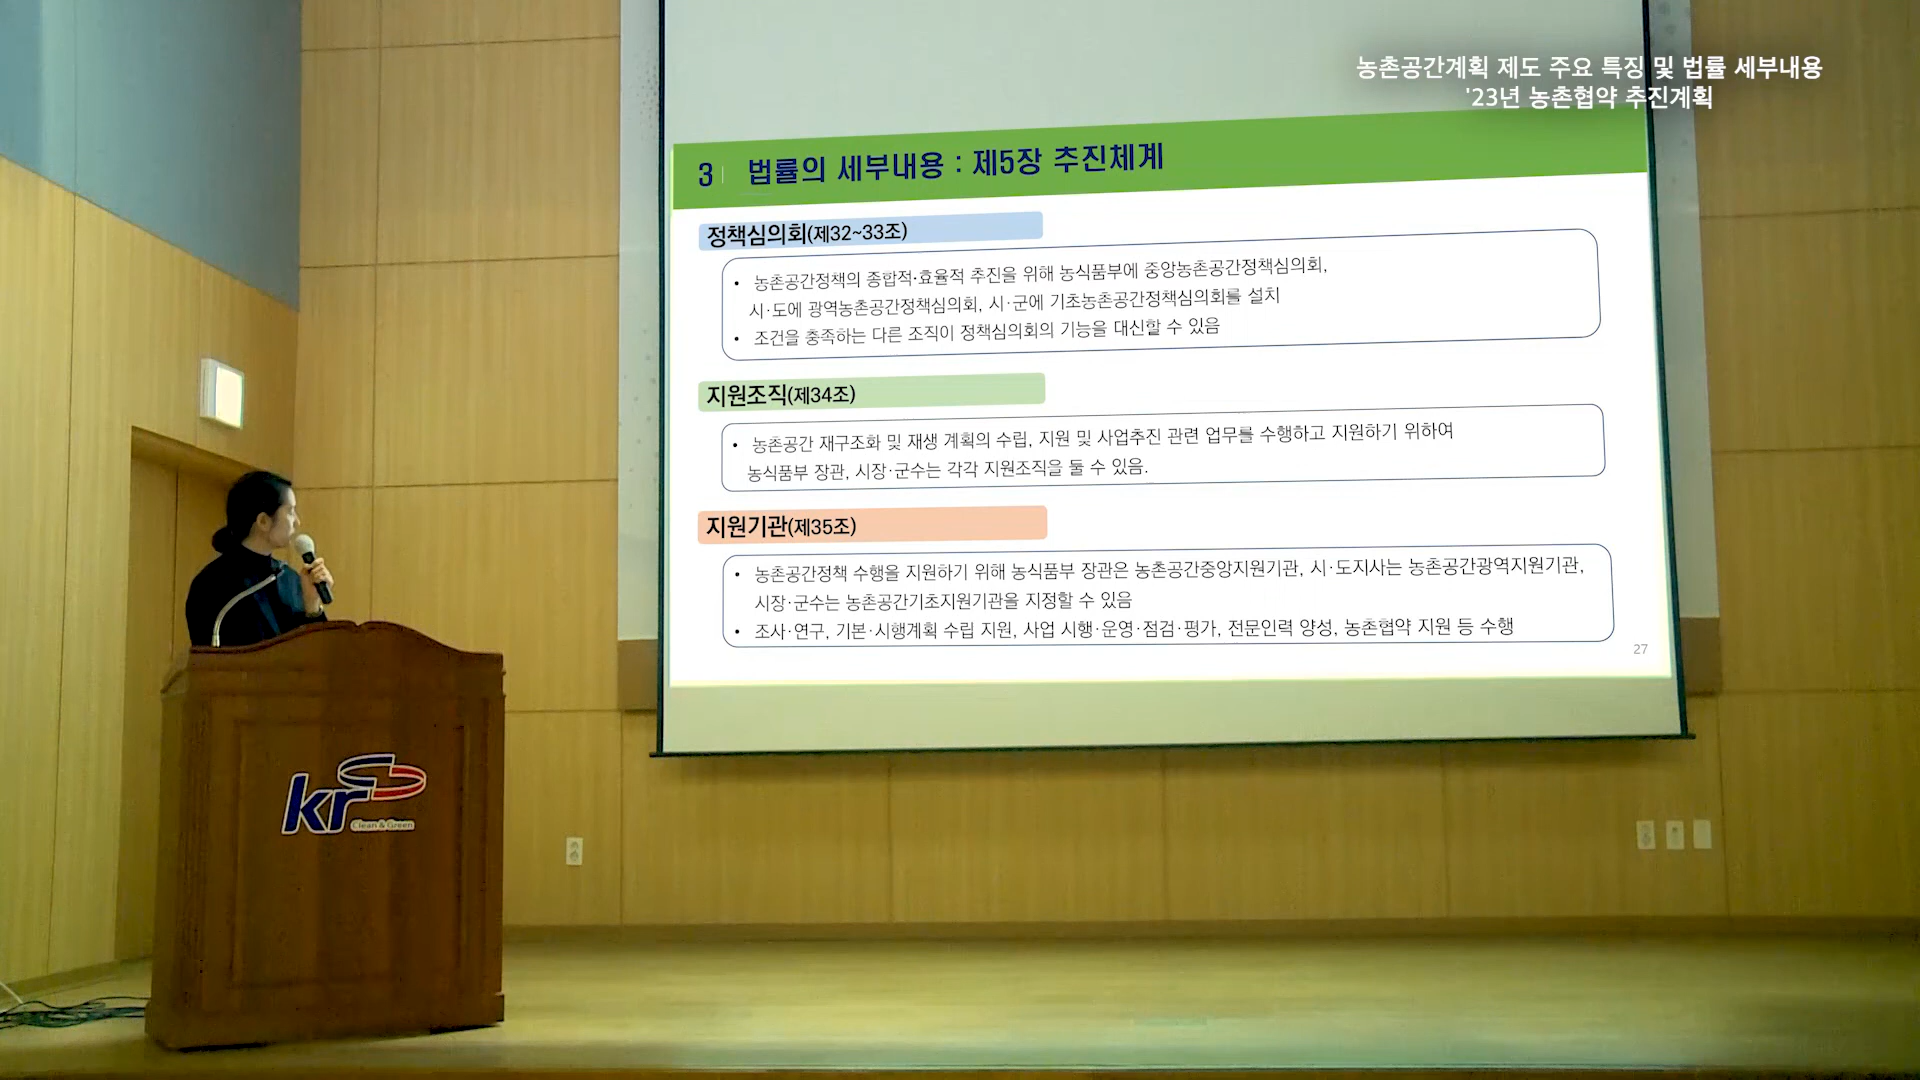 농촌공간계획 제도 주요 특징 및 법률 세부내용
'23년 농촌협약 추진계획
3 법률의 세부내용 : 제5장 추진체계
정책심의회(제32~33조)
• 농촌공간정책의 종합적·효율적 추진을 위해 농식품부에 중앙농촌공간정책심의회,
시·도에 광역농촌공간정책심의회, 시·군에 기초농촌공간정책심의회를 설치
• 조건을 충족하는 다른 조직이 정책심의회의 기능을 대신할 수 있음
지원조직(제34조)
• 농촌공간 재구조화 및 재생 계획의 수립, 지원 및 사업추진 관련 업무를 수행하고 지원하기 위하여
농식품부 장관, 시장·군수는 각각 지원조직을 둘 수 있음.
지원기관(제35조)
• 농촌공간정책 수행을 지원하기 위해 농식품부 장관은 농촌공간중앙지원기관, 시·도지사는 농촌공간광역지원기관,
시장·군수는 농촌공간기초지원기관을 지정할 수 있음
• 조사·연구, 기본·시행계획 수립 지원, 사업 시행·운영·점검·평가, 전문인력 양성, 농촌협약 지원 등 수행
27
kr
Clean & Green